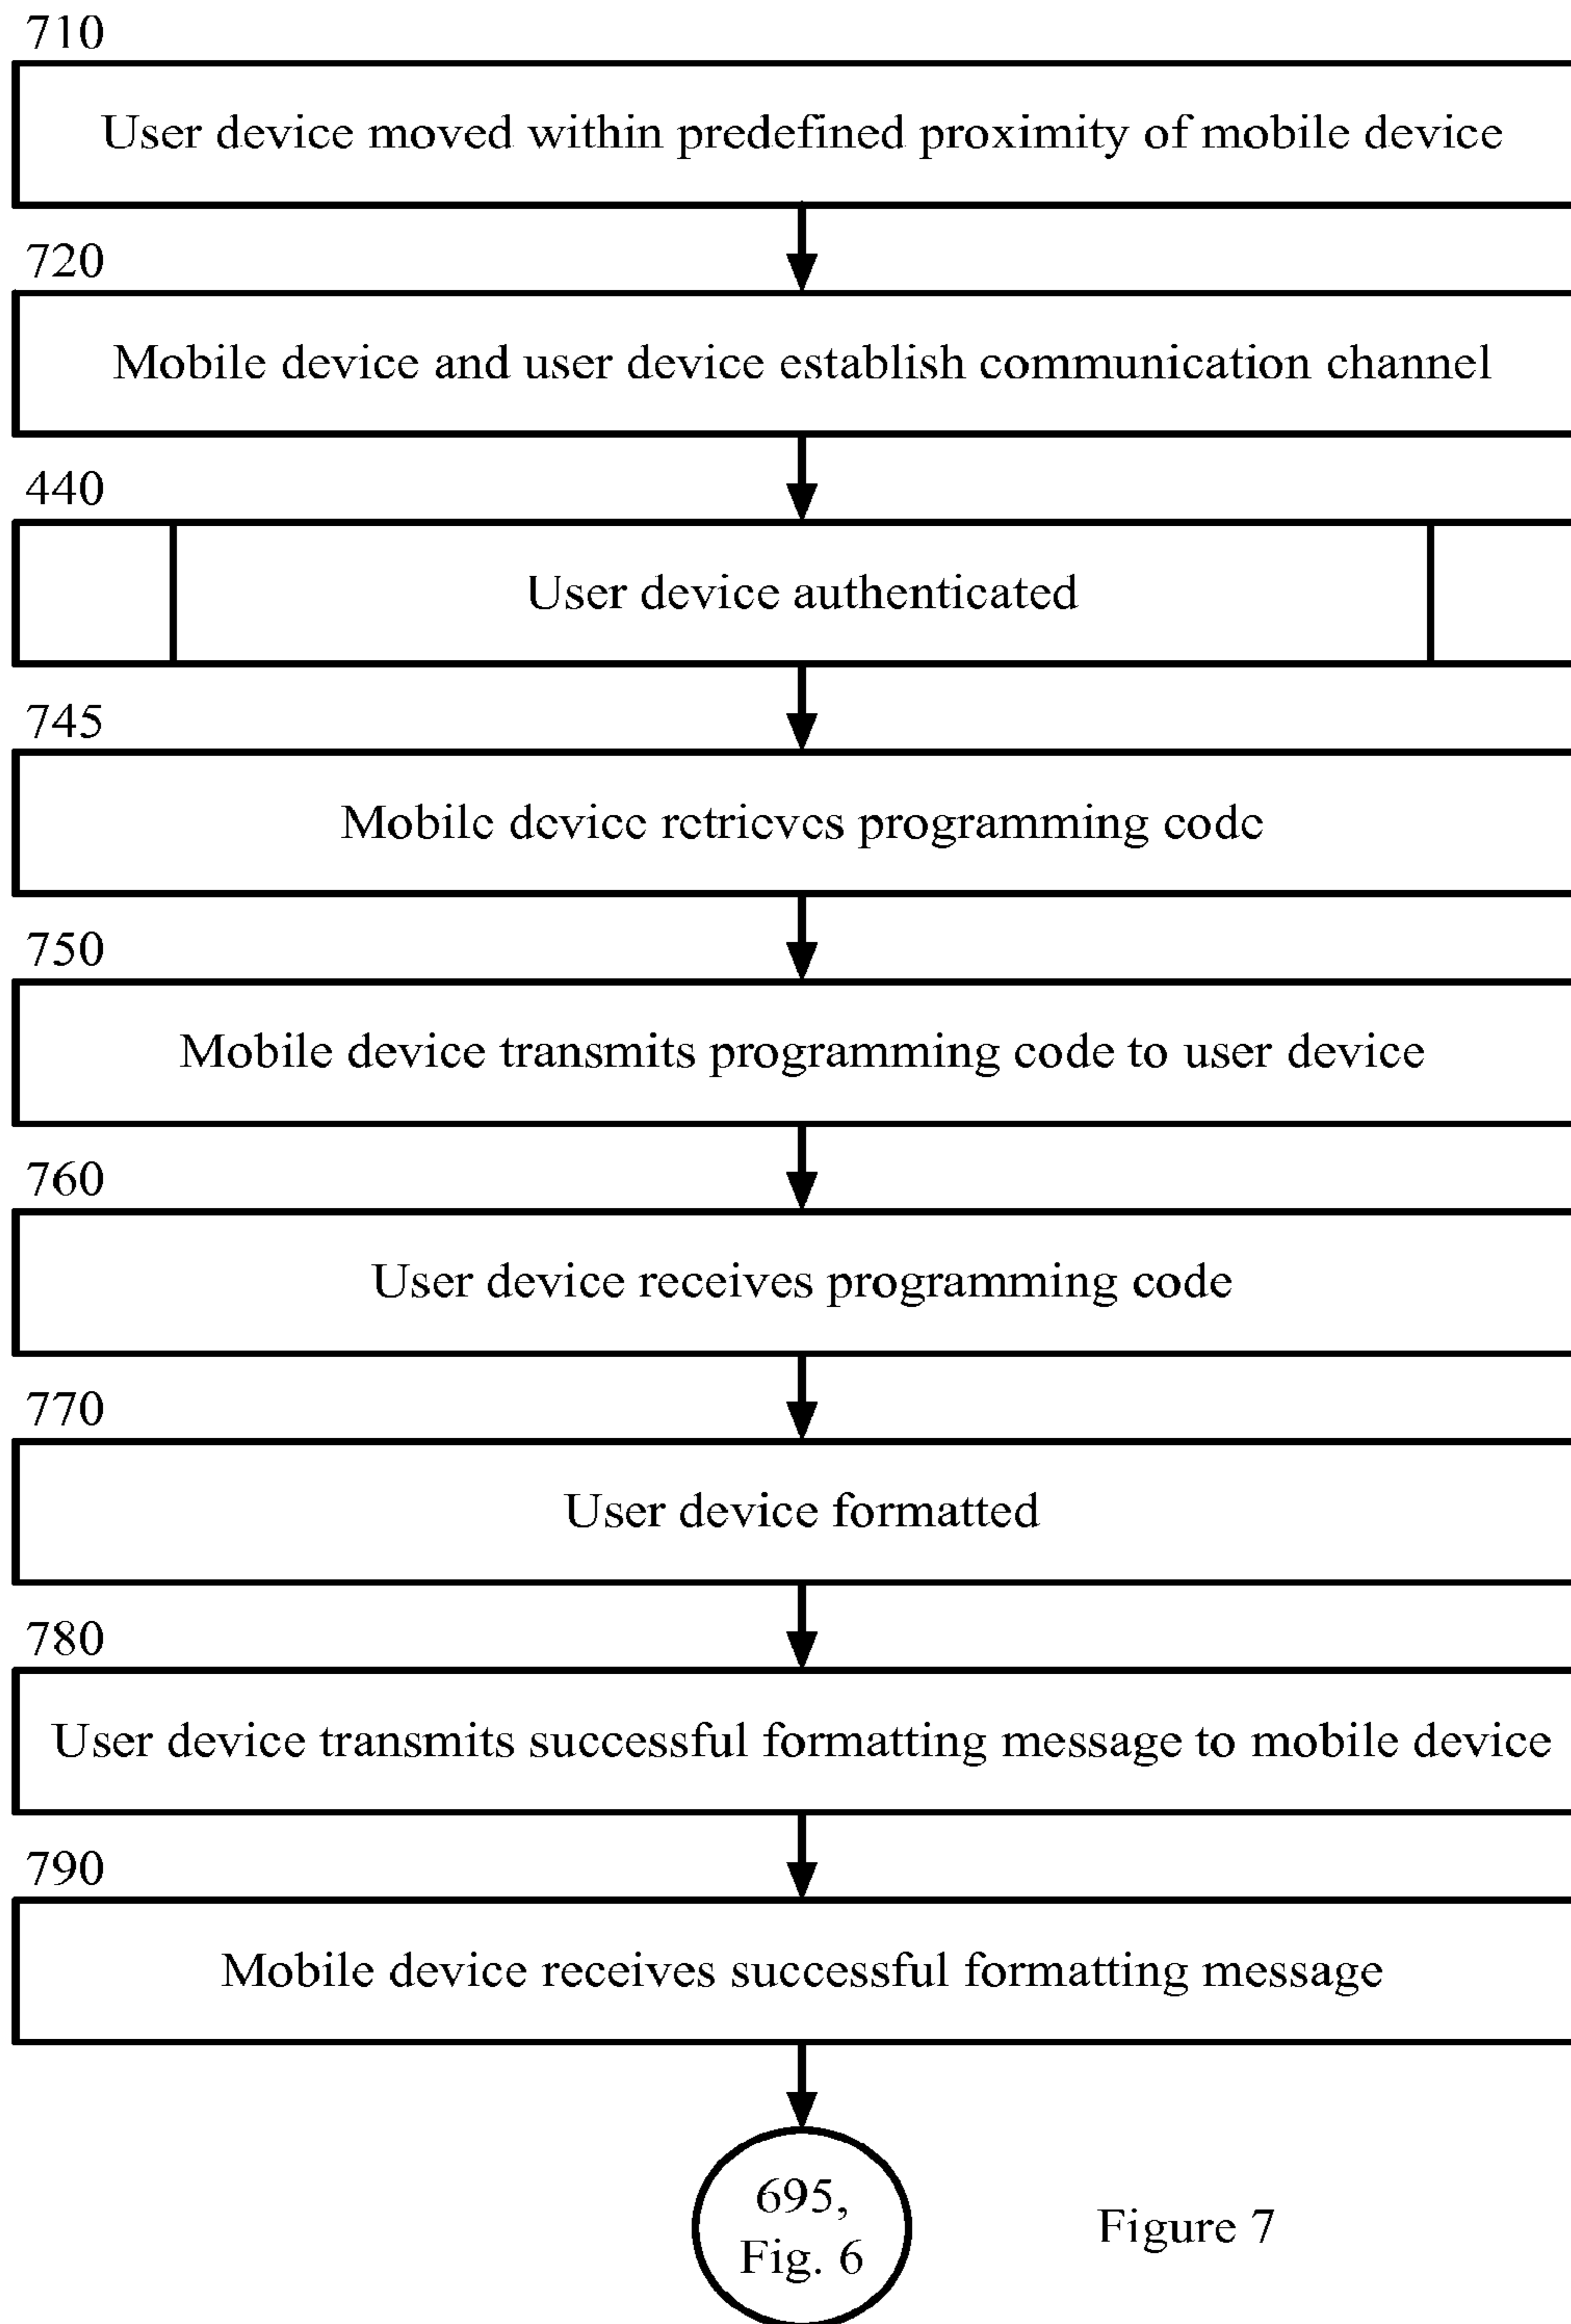 710
User device moved within predefined proximity of mobile device
720
Mobile device and user device establish communication channel
440
User device authenticated
745
Mobile device retrieves programming code
750
Mobile device transmits programming code to user device
760
User device receives programming code
770
User device formatted
780
User device transmits successful formatting message to mobile device
790
Mobile device receives successful formatting message
695,
Fig. 6
Figure 7